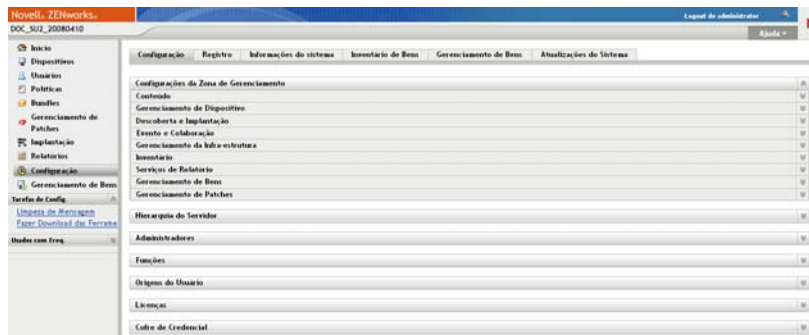 Novell® ZENworks®
Logout de administrator
DOC_SU2_20080410
Ajuda
Início
Dispositivos
Usuários
Políticas
Bundles
Gerenciamento de Patches
Implantação
Relatórios
Configuração
Gerenciamento de Bens
Tarefas de Config.
Limpeza de Mensagem
Fazer Download das Ferrame
Usados com Freq.
Configuração
Registro
Informações do sistema
Inventário de Bens
Gerenciamento de Bens
Atualizações do Sistema
Configurações da Zona de Gerenciamento
Conteúdo
Gerenciamento de Dispositivo
Descoberta e Implantação
Evento e Colaboração
Gerenciamento da Infra-estrutura
Inventário
Serviços de Relatório
Gerenciamento de Bens
Gerenciamento de Patches
Hierarquia do Servidor
Administradores
Funções
Origens do Usuário
Licenças
Cofre de Credencial